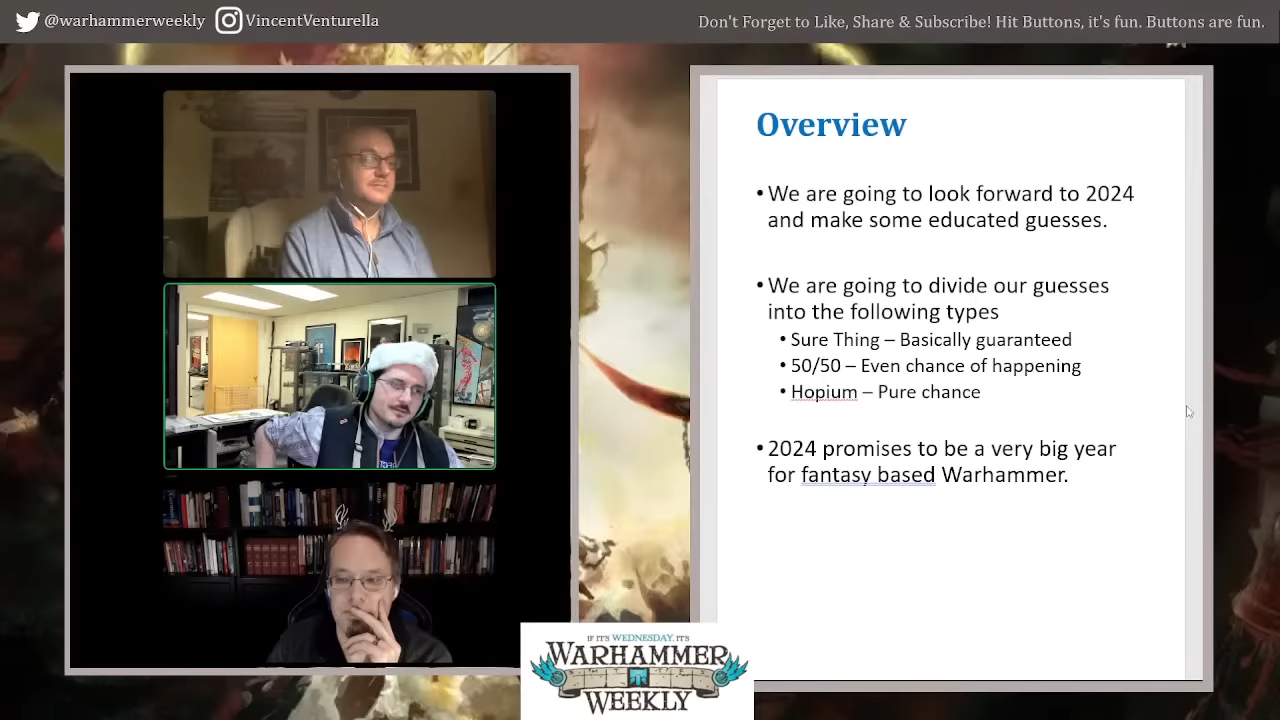 @warhammerweekly VincentVenturella
Don't Forget to Like, Share & Subscribe! Hit Buttons, it's fun. Buttons are fun.
Overview
• We are going to look forward to 2024
and make some educated guesses.
• We are going to divide our guesses
into the following types
• Sure Thing – Basically guaranteed
• 50/50 – Even chance of happening
• Hopium – Pure chance
• 2024 promises to be a very big year
for fantasy based Warhammer.
IF IT'S WEDNESDAY, IT'S
WARHAMMER
WEEKLY